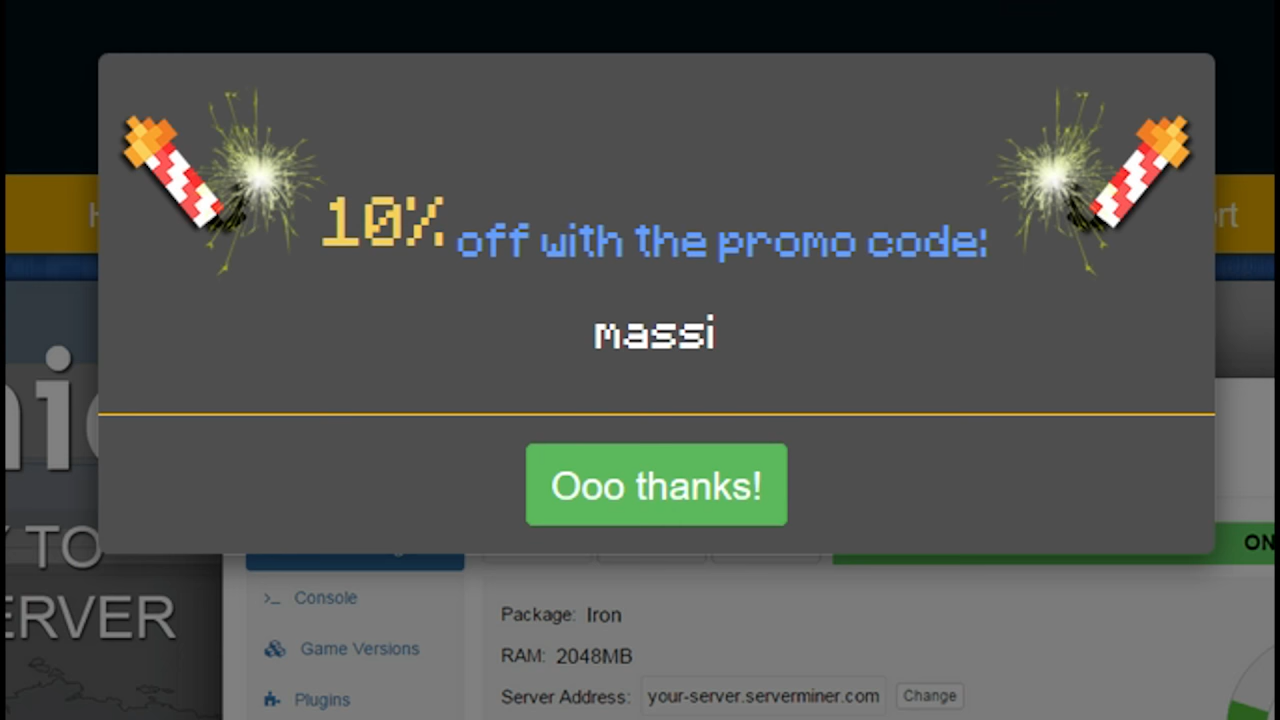 10% off with the promo code:
massi
Ooo thanks!
TO
ERVER
ON
>_ Console
Game Versions
Plugins
Package: Iron
RAM: 2048MB
Server Address: your-server.serverminer.com Change